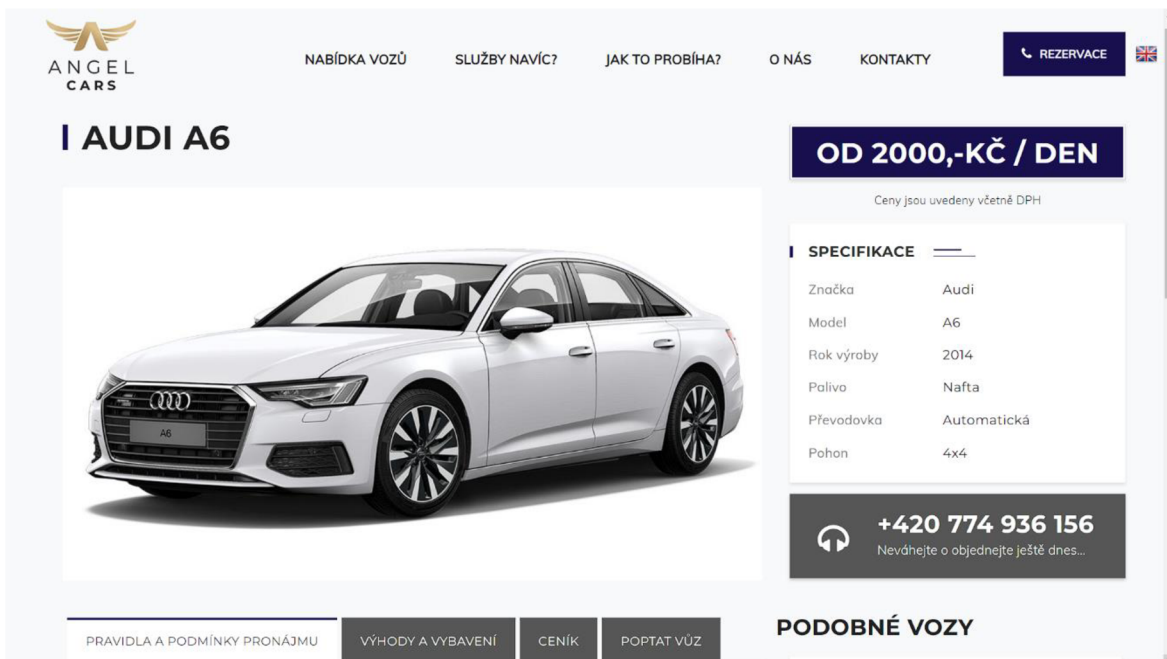 ANGEL
CARS
NABÍDKA VOZŮ
SLUŽBY NAVÍC?
JAK TO PROBÍHA?
O NÁS
KONTAKTY
REZERVACE
AUDI A6
A6
OD 2000,-KČ / DEN
Ceny jsou uvedeny včetně DPH
SPECIFIKACE
Značka Audi
Model A6
Rok výroby 2014
Palivo Nafta
Převodovka Automatická
Pohon 4x4
+420 774 936 156
Neváhejte o objednejte ještě dnes...
PRAVIDLA A PODMÍNKY PRONÁJMU
VÝHODY A VYBAVENÍ
CENÍK
POPTAT VŮZ
PODOBNÉ VOZY